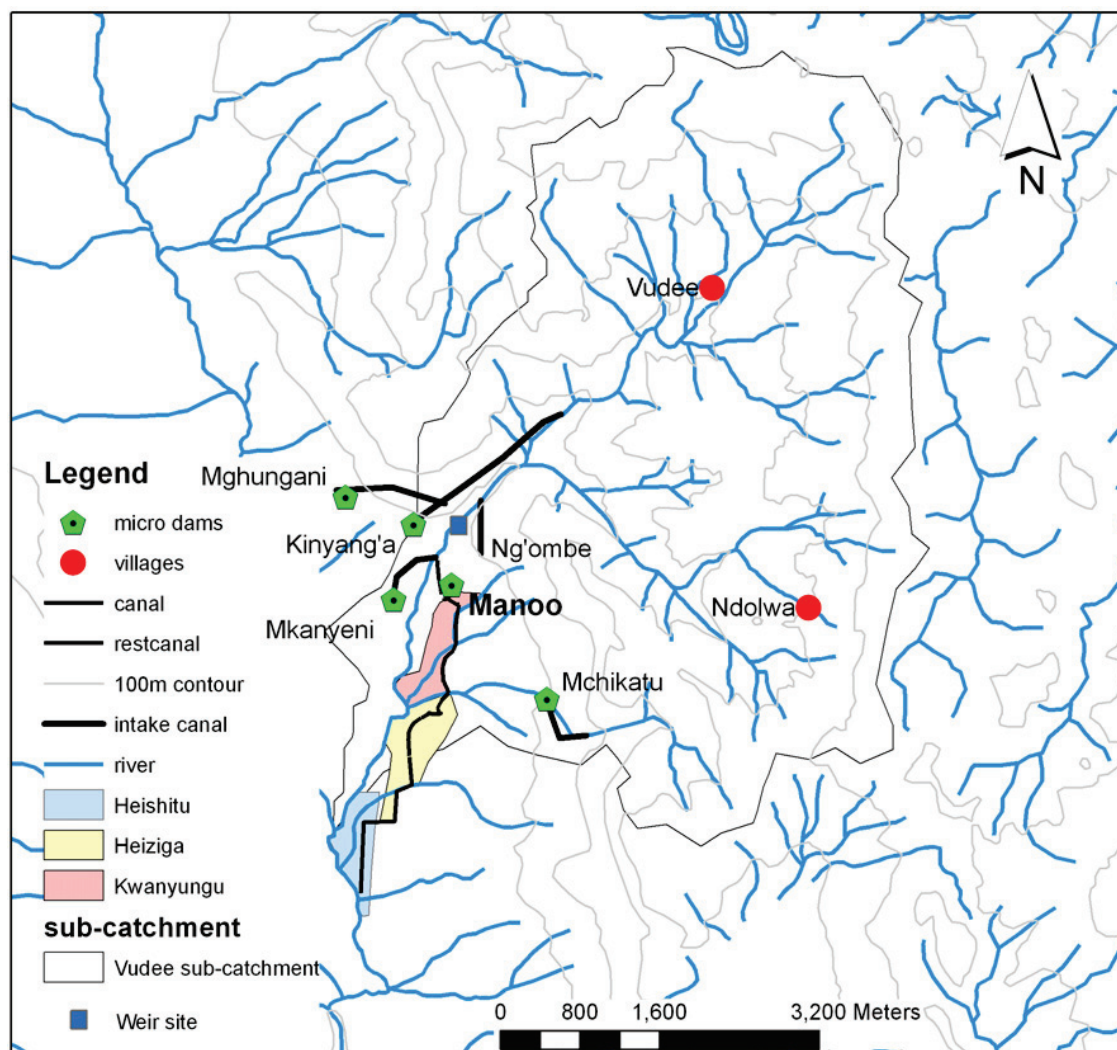 N
Vudee
Mghungani
Kinyang'a
Ng'ombe
Manoo
Mkanyeni
Ndolwa
Mchikatu
Legend
micro dams
villages
canal
restcanal
100m contour
intake canal
river
Heishitu
Heiziga
Kwanyungu
sub-catchment
Vudee sub-catchment
Weir site
0 800 1,600 3,200 Meters